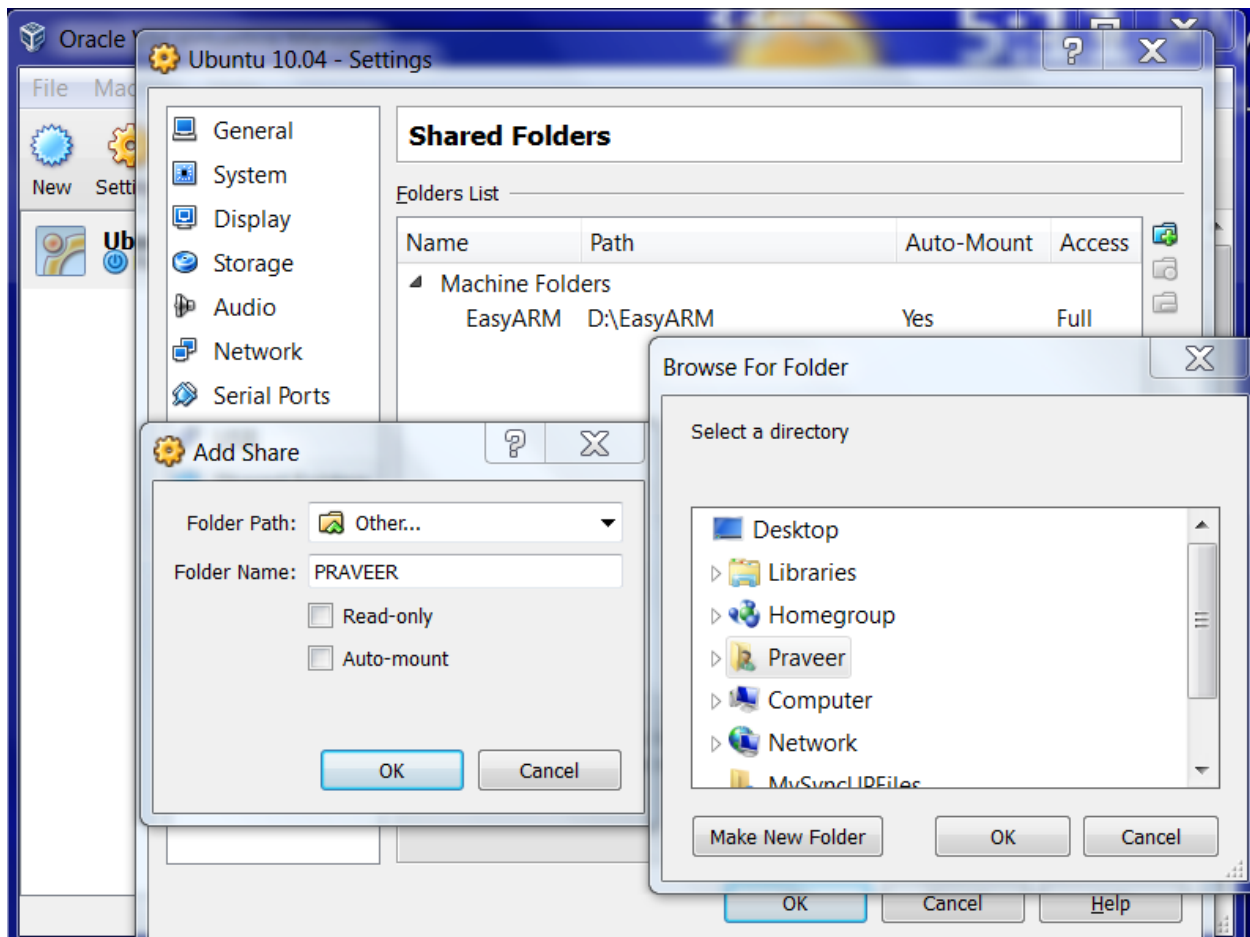 Oracle
Ubuntu 10.04 - Settings
File
New
General
System
Display
Storage
Audio
Network
Serial Ports
Shared Folders
Folders List
Name Path Auto-Mount Access
Machine Folders
EasyARM D:\EasyARM Yes Full
Add Share
Folder Path: Other...
Folder Name: PRAVEER
Read-only
Auto-mount
OK Cancel
Browse For Folder
Select a directory
Desktop
Libraries
Homegroup
Praveer
Computer
Network
MySyncUPFiles
Make New Folder OK Cancel
OK Cancel Help